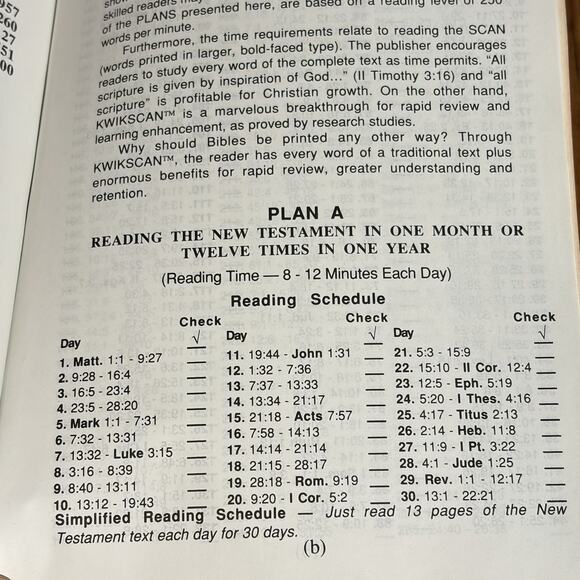 957
260
27
51
00
skilled readers may
of the PLANS presented here, are based on a reading level of 250
words per minute.
Furthermore, the time requirements relate to reading the SCAN
(words printed in larger, bold-faced type). The publisher encourages
readers to study every word of the complete text as time permits. “All
scripture is given by inspiration of God...” (II Timothy 3:16) and “all
scripture” is profitable for Christian growth. On the other hand,
KWIKSCAN™ is a marvelous breakthrough for rapid review and
learning enhancement, as proved by research studies.
Why should Bibles be printed any other way? Through
KWIKSCAN™, the reader has every word of a traditional text plus
enormous benefits for rapid review, greater understanding and
retention.
PLAN A
READING THE NEW TESTAMENT IN ONE MONTH OR
TWELVE TIMES IN ONE YEAR
(Reading Time — 8 - 12 Minutes Each Day)
Reading Schedule
Day Check √
1. Matt. 1:1 - 9:27
2. 9:28 - 16:4
3. 16:5 - 23:4
4. 23:5 - 28:20
5. Mark 1:1 - 7:31
6. 7:32 - 13:31
7. 13:32 - Luke 3:15
8. 3:16 - 8:39
9. 8:40 - 13:11
10. 13:12 - 19:43
Day Check √
11. 19:44 - John 1:31
12. 1:32 - 7:36
13. 7:37 - 13:33
14. 13:34 - 21:17
15. 21:18 - Acts 7:57
16. 7:58 - 14:13
17. 14:14 - 21:14
18. 21:15 - 28:17
19. 28:18 - Rom. 9:19
20. 9:20 - I Cor. 5:2
Day Check √
21. 5:3 - 15:9
22. 15:10 - II Cor. 12:4
23. 12:5 - Eph. 5:19
24. 5:20 - I Thes. 4:16
25. 4:17 - Titus 2:13
26. 2:14 - Heb. 11:8
27. 11:9 - I Pt. 3:22
28. 4:1 - Jude 1:25
29. Rev. 1:1 - 12:17
30. 13:1 - 22:21
Simplified Reading Schedule — Just read 13 pages of the New
Testament text each day for 30 days.
(b)